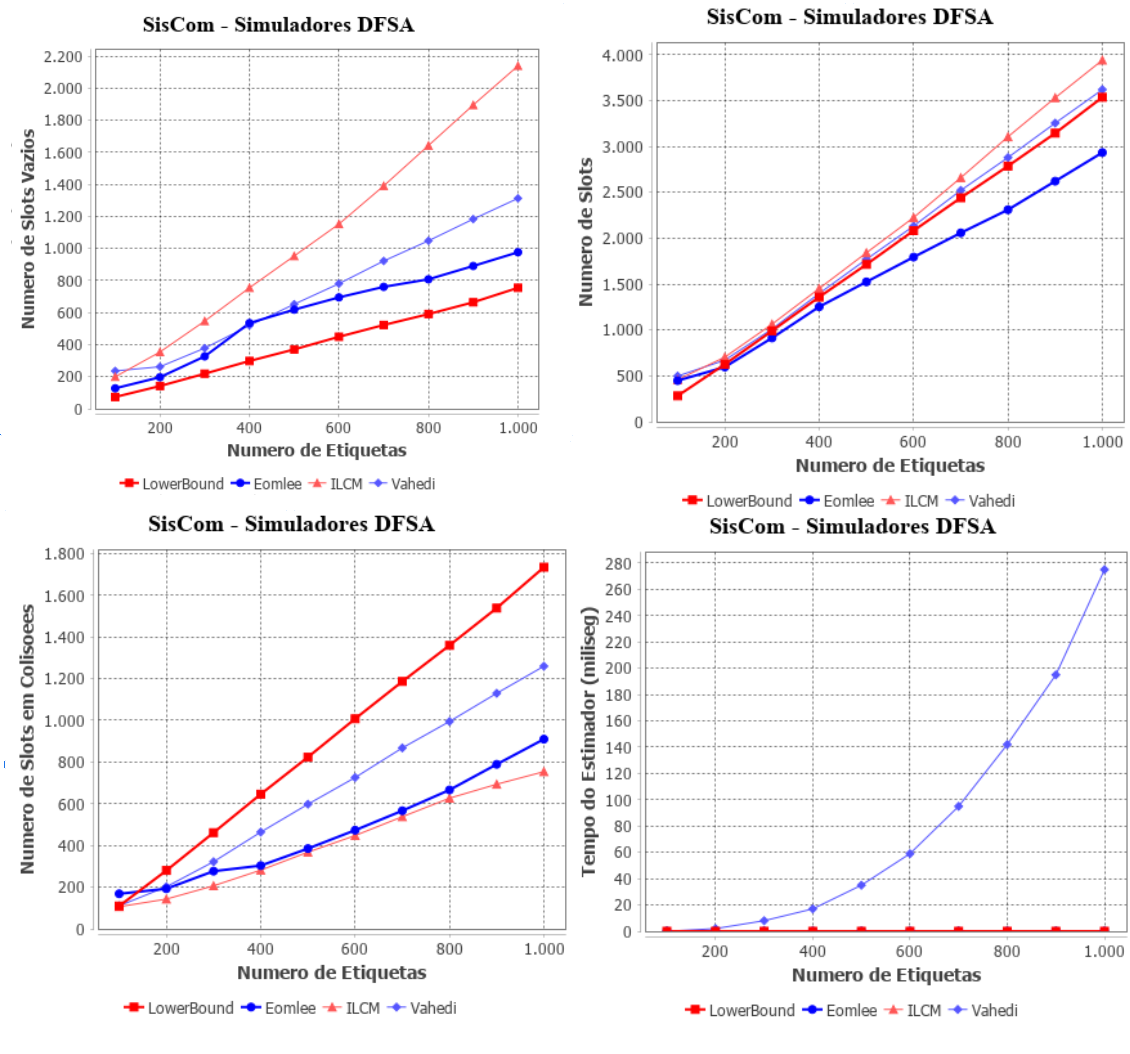 SisCom - Simuladores DFSA
Numero de Slots Vazios
2.200
2.000
1.800
1.600
1.400
1.200
1.000
800
600
400
200
0
200 400 600 800 1.000
Numero de Etiquetas
LowerBound Eomlee ILCM Vahedi
SisCom - Simuladores DFSA
Numero de Slots
4.000
3.500
3.000
2.500
2.000
1.500
1.000
500
0
200 400 600 800 1.000
Numero de Etiquetas
LowerBound Eomlee ILCM Vahedi
SisCom - Simuladores DFSA
Numero de Slots em Colisoees
1.800
1.600
1.400
1.200
1.000
800
600
400
200
0
200 400 600 800 1.000
Numero de Etiquetas
LowerBound Eomlee ILCM Vahedi
SisCom - Simuladores DFSA
Tempo do Estimador (miliseg)
280
260
240
220
200
180
160
140
120
100
80
60
40
20
0
200 400 600 800 1.000
Numero de Etiquetas
LowerBound Eomlee ILCM Vahedi